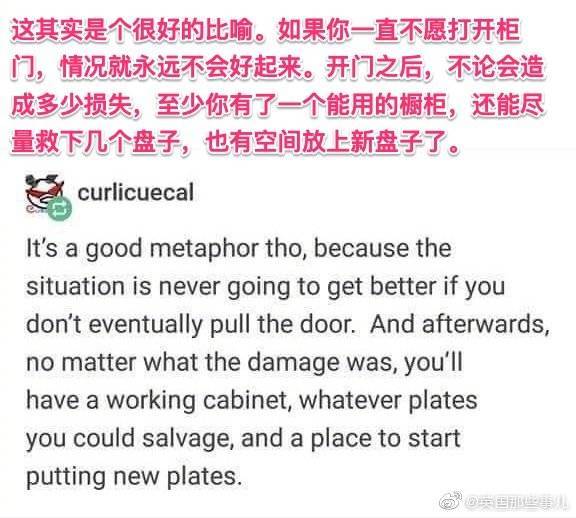 这其实是个很好的比喻。如果你一直不愿打开柜
门，情况就永远不会好起来。开门之后，不论会造
成多少损失，至少你有了一个能用的橱柜，还能尽
量救下几个盘子，也有空间放上新盘子了。
curlicuecal
It's a good metaphor tho, because the
situation is never going to get better if you
don't eventually pull the door.  And afterwards,
no matter what the damage was, you'll
have a working cabinet, whatever plates
you could salvage, and a place to start
putting new plates.
@英国那些事儿